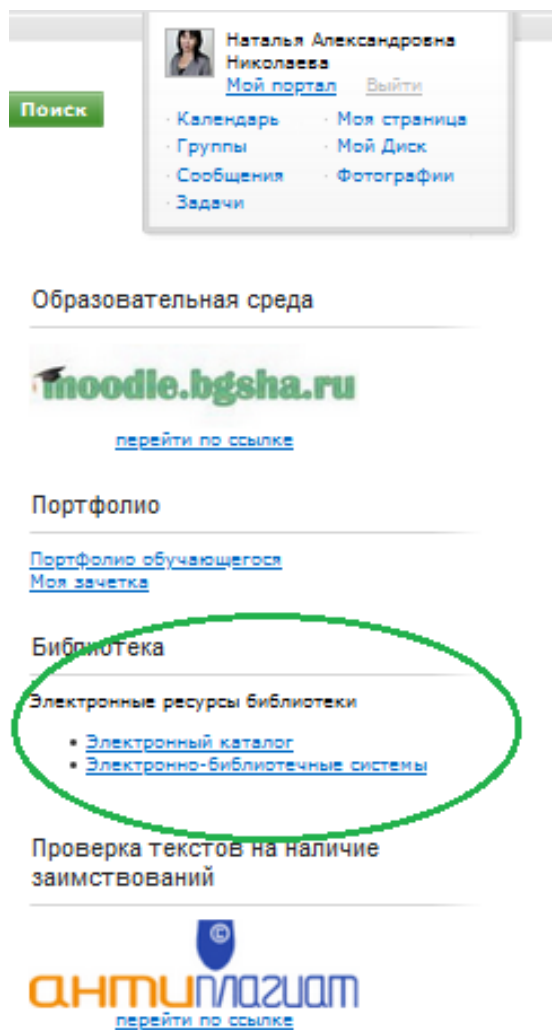 Наталья Александровна
Николаева
Мой портал Выйти
Поиск
· Календарь · Моя страница
· Группы · Мой Диск
· Сообщения · Фотографии
· Задачи
Образовательная среда
moodle.bgsha.ru
перейти по ссылке
Портфолио
Портфолио обучающегося
Моя зачетка
Библиотека
Электронные ресурсы библиотеки
• Электронный каталог
• Электронно-библиотечные системы
Проверка текстов на наличие
заимствований
©
антиплагиат
перейти по ссылке